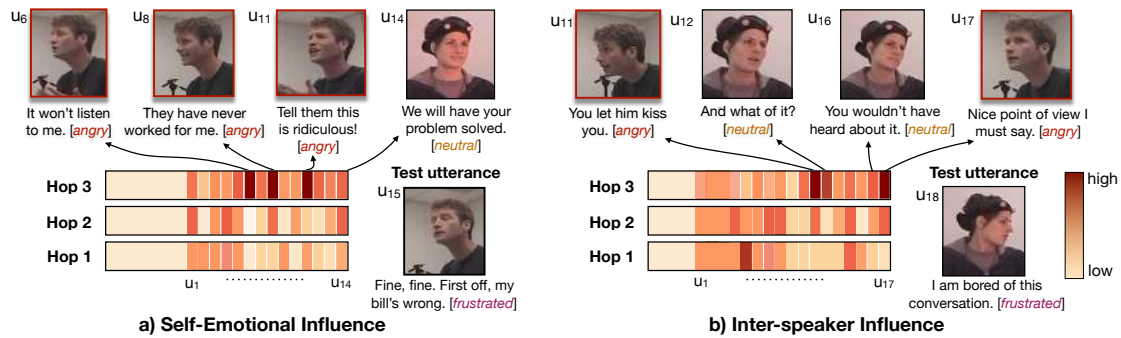 u6
u8
u11
u14
It won't listen
to me. [angry]
They have never
worked for me. [angry]
Tell them this
is ridiculous!
[angry]
We will have your
problem solved.
[neutral]
Hop 3
Hop 2
Hop 1
u1
u14
Test utterance
u15
Fine, fine. First off, my
bill's wrong. [frustrated]
a) Self-Emotional Influence
u11
u12
u16
u17
You let him kiss
you. [angry]
And what of it?
[neutral]
You wouldn't have
heard about it. [neutral]
Nice point of view I
must say. [angry]
Hop 3
Hop 2
Hop 1
u1
u17
Test utterance
u18
I am bored of this
conversation. [frustrated]
high
low
b) Inter-speaker Influence